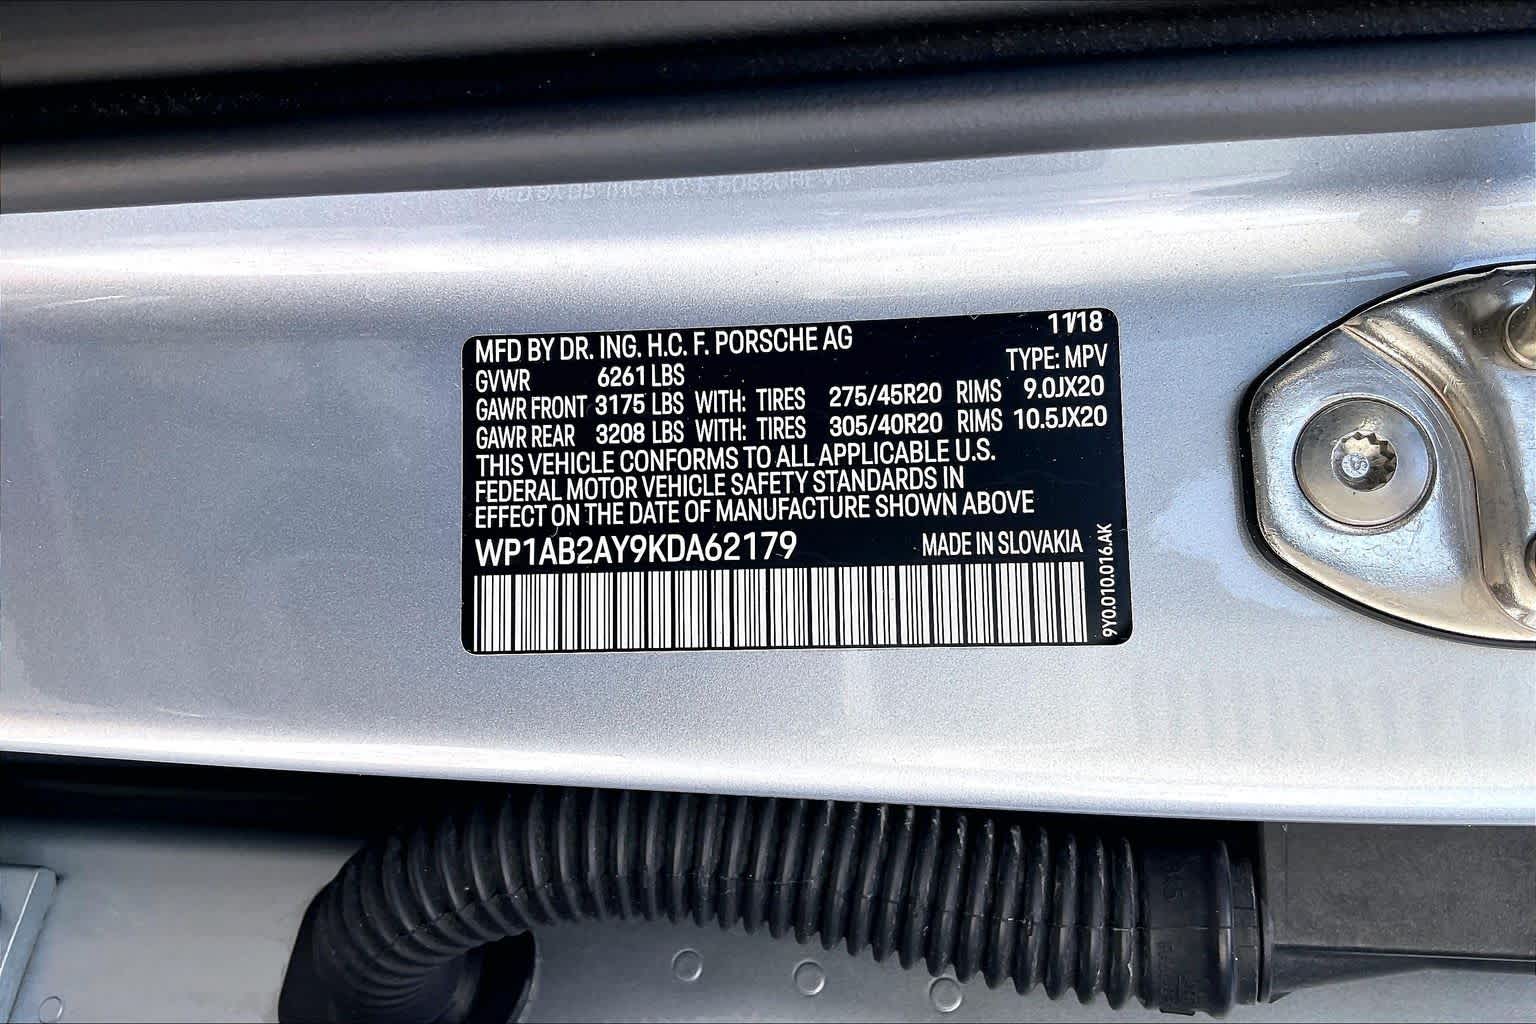 MFD BY DR. ING. H.C. F. PORSCHE AG 11/18
GVWR 6261 LBS TYPE: MPV
GAWR FRONT 3175 LBS WITH: TIRES 275/45R20 RIMS 9.0JX20
GAWR REAR 3208 LBS WITH: TIRES 305/40R20 RIMS 10.5JX20
THIS VEHICLE CONFORMS TO ALL APPLICABLE U.S.
FEDERAL MOTOR VEHICLE SAFETY STANDARDS IN
EFFECT ON THE DATE OF MANUFACTURE SHOWN ABOVE
WP1AB2AY9KDA62179 MADE IN SLOVAKIA
9Y0.010.016.AK